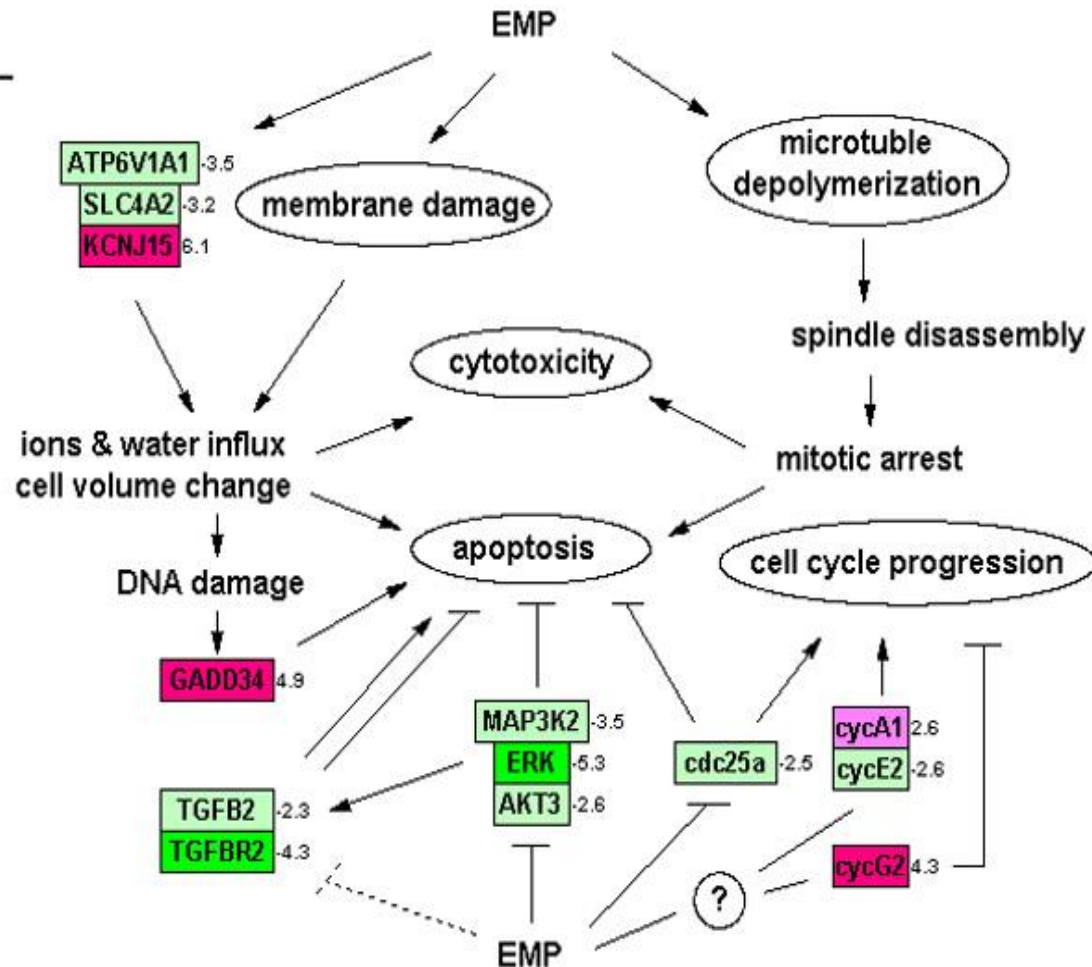 EMP
ATP6V1A1 -3.5
SLC4A2 -3.2
KCNJ15 6.1
membrane damage
microtuble
depolymerization
spindle disassembly
cytotoxicity
ions & water influx
cell volume change
mitotic arrest
apoptosis
cell cycle progression
DNA damage
GADD34 4.9
MAP3K2 -3.5
ERK -5.3
AKT3 -2.6
cdc25a -2.5
cycA1 2.6
cycE2 -2.6
TGFB2 -2.3
TGFBR2 -4.3
cycG2 4.3
?
EMP